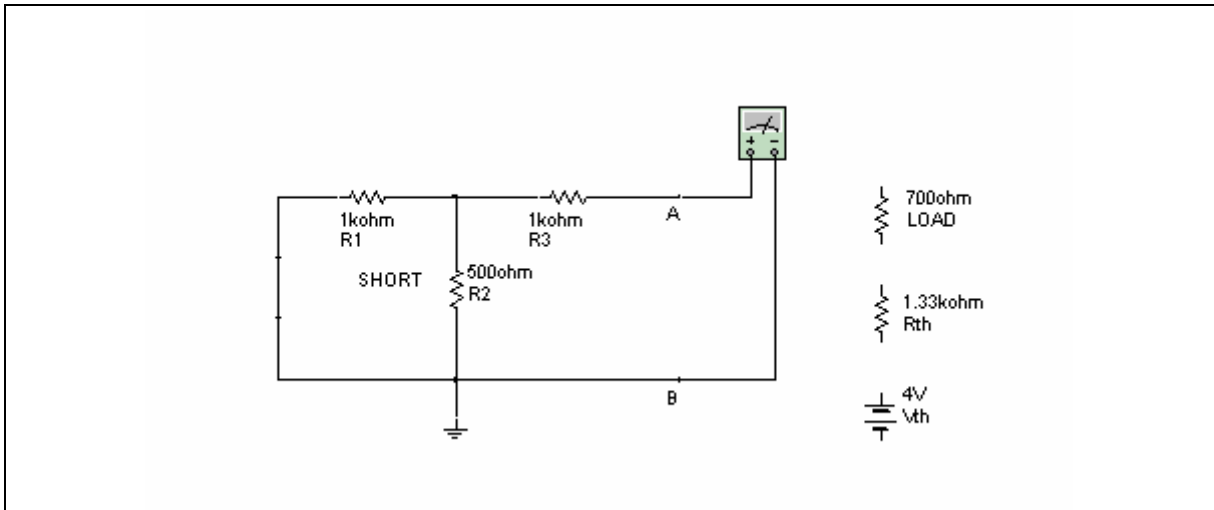 + -
1kohm
R1
1kohm
R3
A
SHORT
500ohm
R2
B
700ohm
LOAD
1.33kohm
Rth
4V
Vth